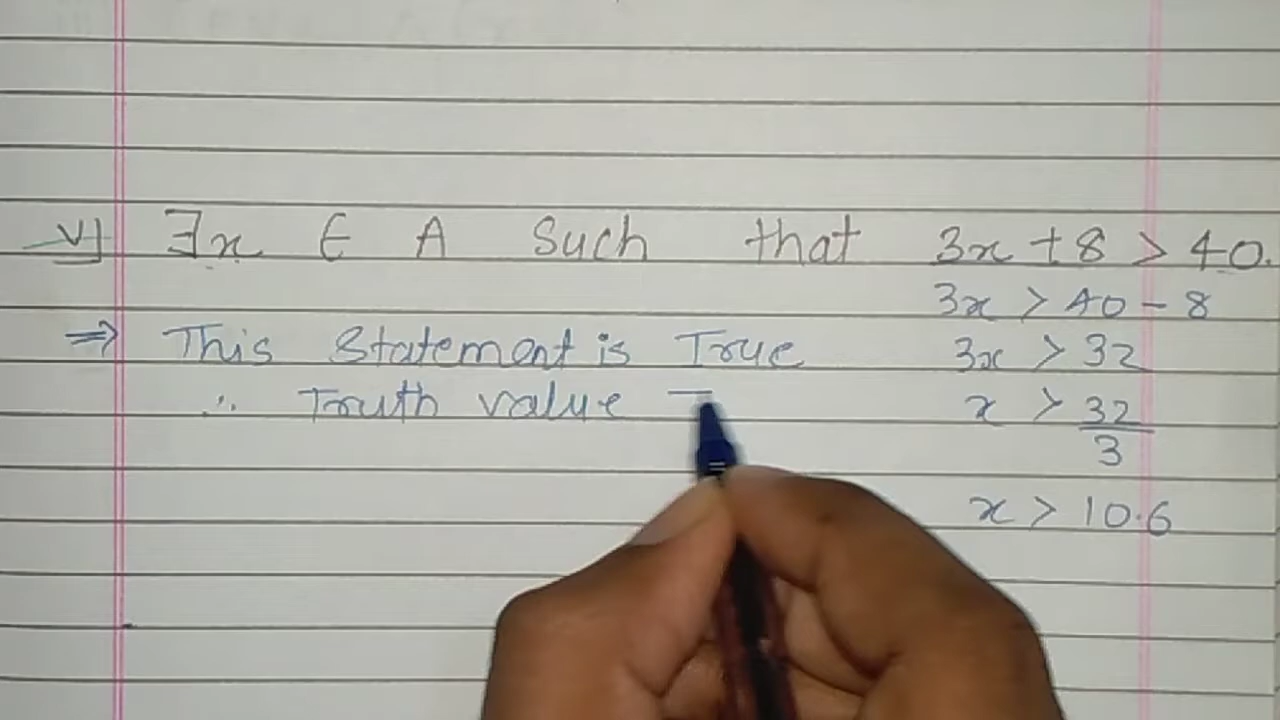 v] ∃x ∈ A Such that 3x + 8 > 40.
3x > 40 - 8
⇒ This Statement is True
3x > 32
∴ Truth value T
x > 32/3
x > 10.6